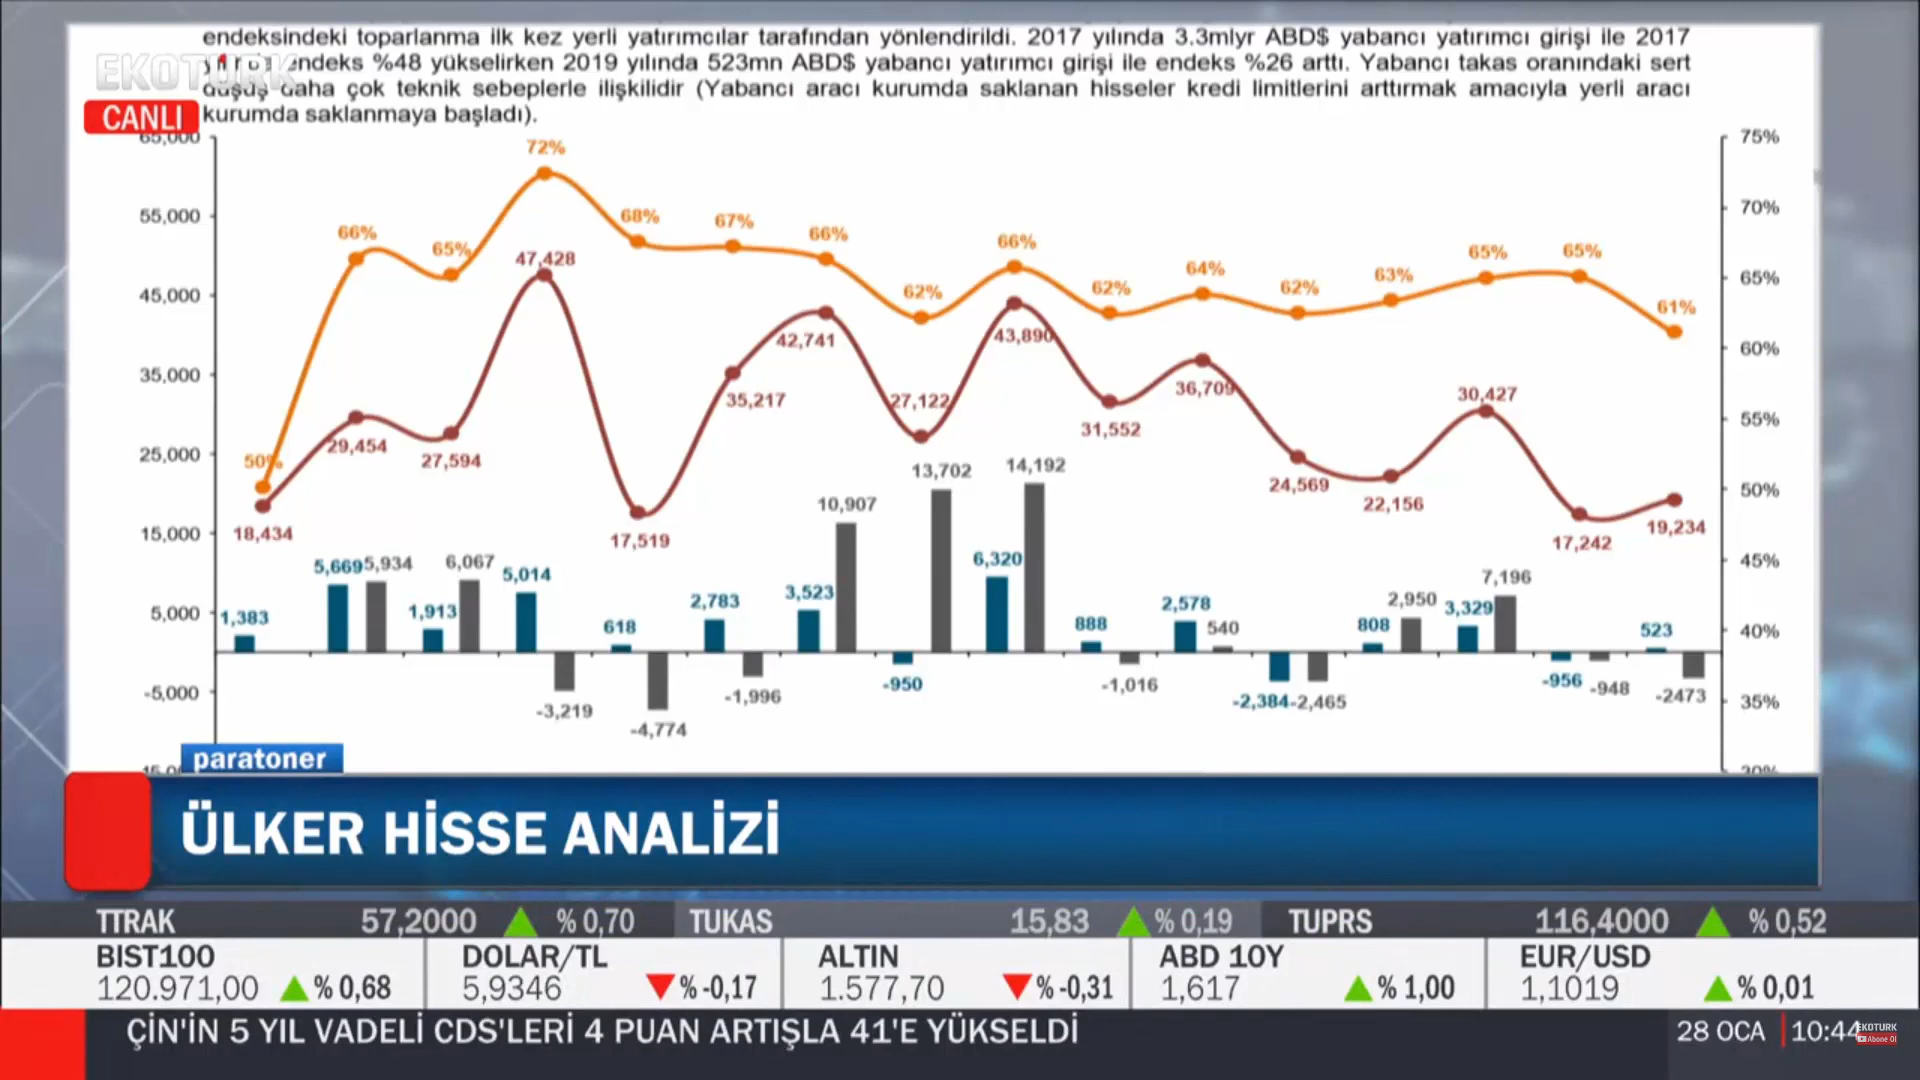 endeksindeki toparlanma ilk kez yerli yatırımcılar tarafından yönlendirildi. 2017 yılında 3.3mlyr ABD$ yabancı yatırımcı girişi ile 2017
endeks %48 yükselirken 2019 yılında 523mn ABD$ yabancı yatırımcı girişi ile endeks %26 arttı. Yabancı takas oranındaki sert
düşüş daha çok teknik sebeplerle ilişkilidir (Yabancı aracı kurumda saklanan hisseler kredi limitlerini arttırmak amacıyla yerli aracı
kurumda saklanmaya başladı).
EKOTÜRK
CANLI
65,000
55,000
45,000
35,000
25,000
15,000
5,000
-5,000
75%
70%
65%
60%
55%
50%
45%
40%
35%
30%
50% 66% 65% 72% 68% 67% 66% 62% 66% 62% 64% 62% 63% 65% 65% 61%
18,434 29,454 27,594 47,428 17,519 35,217 42,741 27,122 43,890 31,552 36,709 24,569 22,156 30,427 17,242 19,234
1,383 5,669 1,913 5,014 618 2,783 3,523 -950 6,320 888 2,578 -2,384 808 3,329 -956 523
5,934 6,067 -3,219 -4,774 -1,996 10,907 13,702 14,192 -1,016 540 -2,465 2,950 7,196 -948 -2473
paratoner
ÜLKER HİSSE ANALİZİ
TTRAK 57,2000 % 0,70 TUKAS 15,83 % 0,19 TUPRS 116,4000 % 0,52
BIST100 DOLAR/TL ALTIN ABD 10Y EUR/USD
120.971,00 % 0,68 5,9346 % -0,17 1.577,70 % -0,31 1,617 % 1,00 1,1019 % 0,01
ÇİN'İN 5 YIL VADELİ CDS'LERİ 4 PUAN ARTIŞLA 41'E YÜKSELDİ
28 OCA 10:44
EKOTURK
Abone Ol